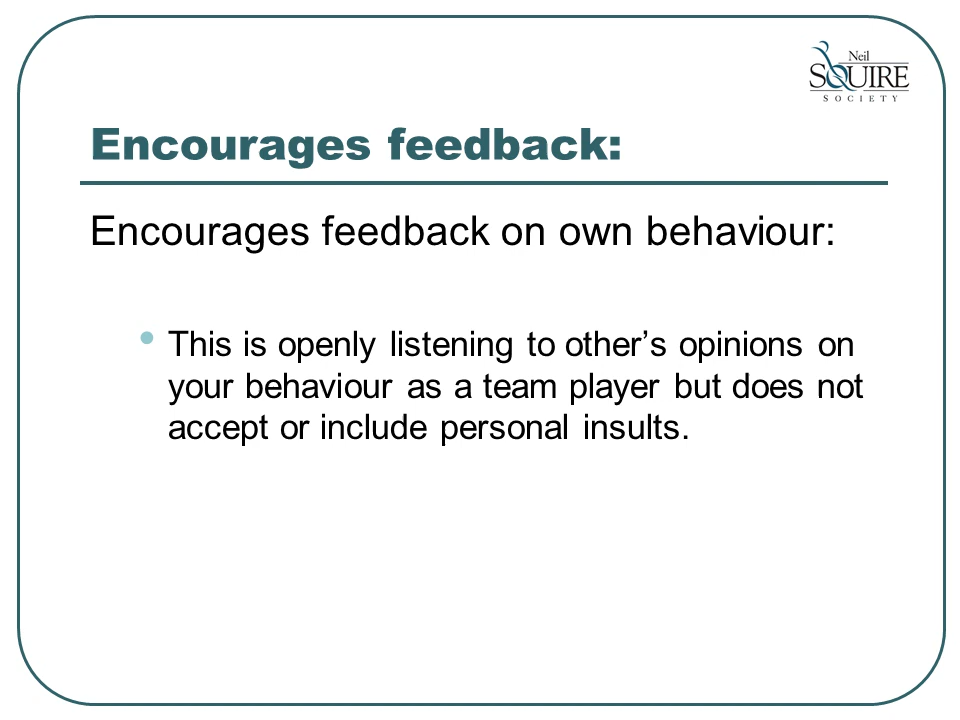 Neil
SQUIRE
SOCIETY
Encourages feedback:
Encourages feedback on own behaviour:
This is openly listening to other’s opinions on
your behaviour as a team player but does not
accept or include personal insults.